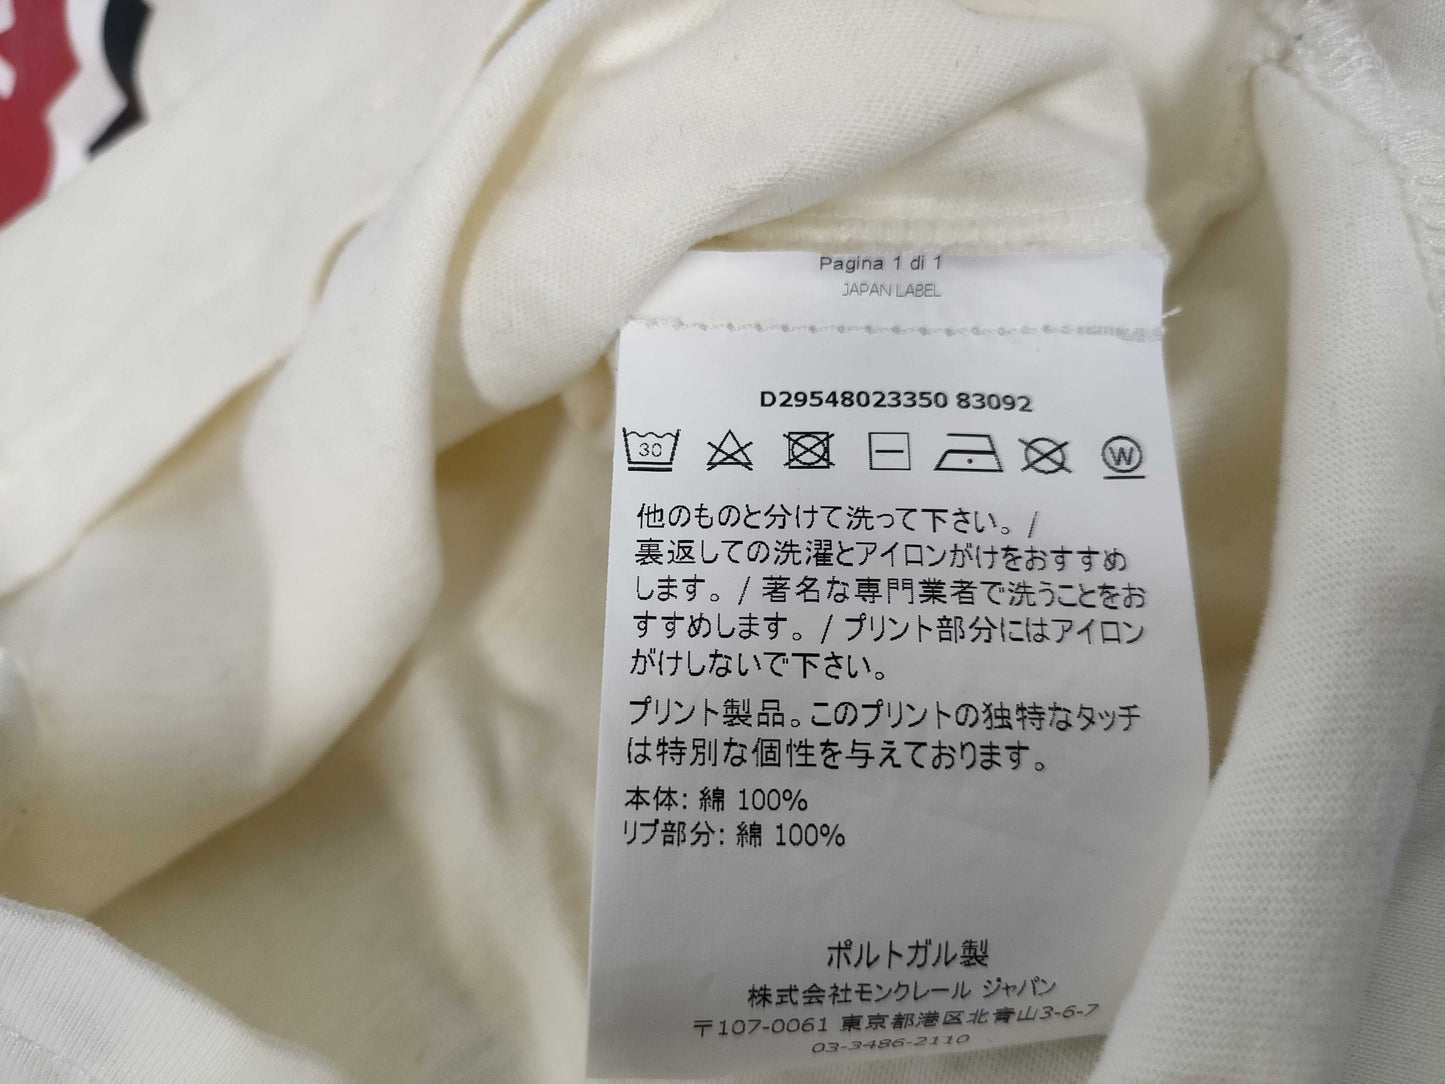 Pagina 1 di 1
JAPAN LABEL
D29548023350 83092
30
W
他のものと分けて洗って下さい。/
裏返しての洗濯とアイロンがけをおすすめ
します。/ 著名な専門業者で洗うことをお
すすめします。/ プリント部分にはアイロン
がけしないで下さい。
プリント製品。このプリントの独特なタッチ
は特別な個性を与えております。
本体: 綿 100%
リブ部分: 綿 100%
ポルトガル製
株式会社モンクレール ジャパン
〒107-0061 東京都港区北青山3-6-7
03-3486-2110